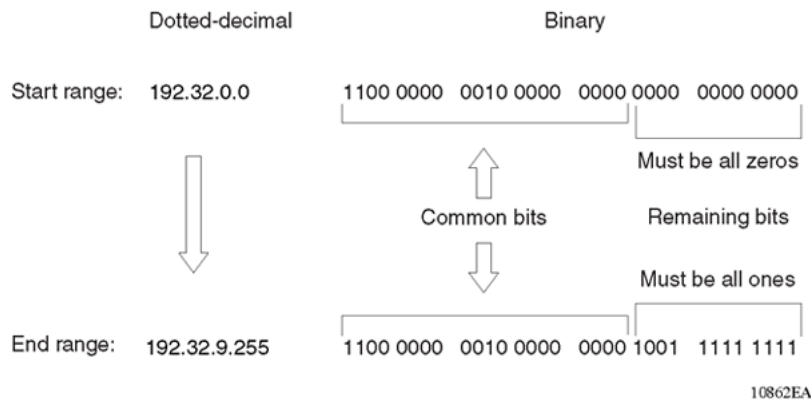 Dotted-decimal Binary
Start range: 192.32.0.0 1100 0000 0010 0000 0000 0000 0000 0000
Must be all zeros
Common bits Remaining bits
Must be all ones
End range: 192.32.9.255 1100 0000 0010 0000 0000 1001 1111 1111
10862EA